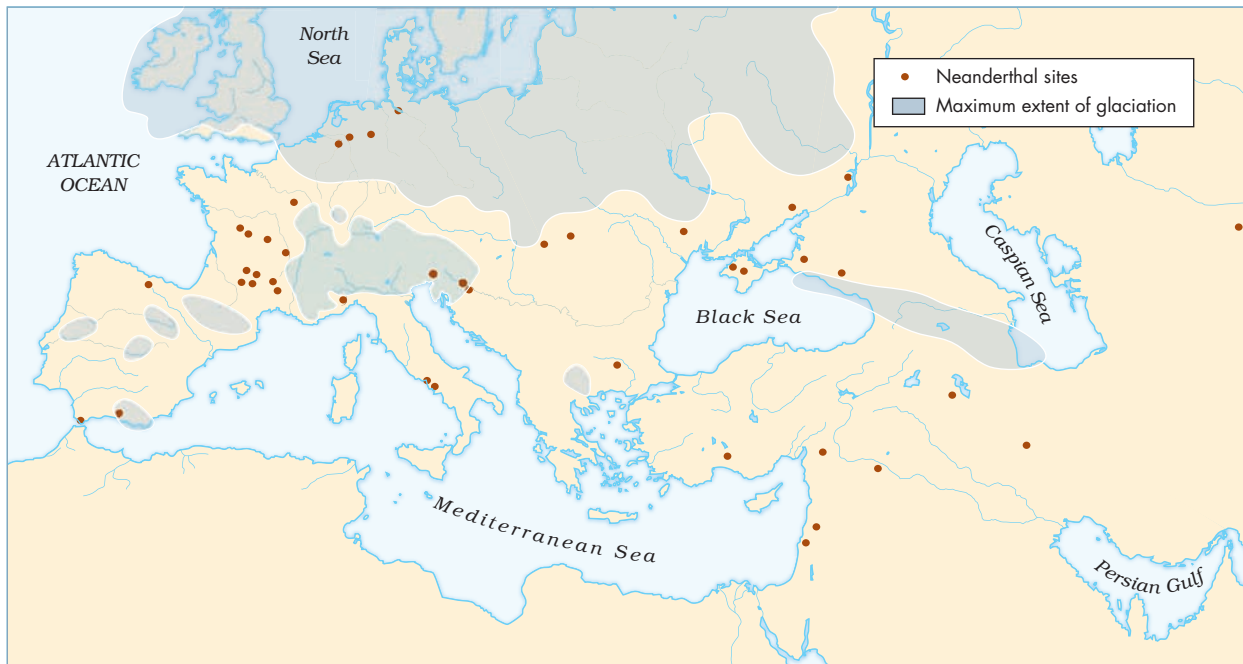 North
Sea
Neanderthal sites
Maximum extent of glaciation
ATLANTIC
OCEAN
Caspian Sea
Black Sea
Mediterranean Sea
Persian Gulf